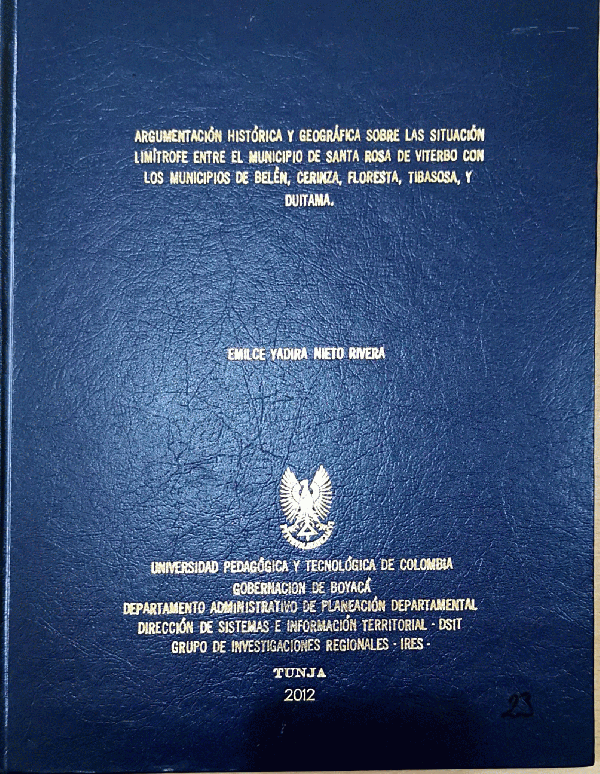 ARGUMENTACIÓN HISTÓRICA Y GEOGRÁFICA SOBRE LAS SITUACIÓN
LIMÍTROFE ENTRE EL MUNICIPIO DE SANTA ROSA DE VITERBO CON
LOS MUNICIPIOS DE BELÉN, CERINZA, FLORESTA, TIBASOSA, Y
DUITAMA.
EMILCE YADIRA NIETO RIVERA
UNIVERSIDAD PEDAGÓGICA Y TECNOLÓGICA DE COLOMBIA
GOBERNACION DE BOYACÁ
DEPARTAMENTO ADMINISTRATIVO DE PLANEACIÓN DEPARTAMENTAL
DIRECCIÓN DE SISTEMAS E INFORMACIÓN TERRITORIAL - DSIT
GRUPO DE INVESTIGACIONES REGIONALES - IRES -
TUNJA
2012
23